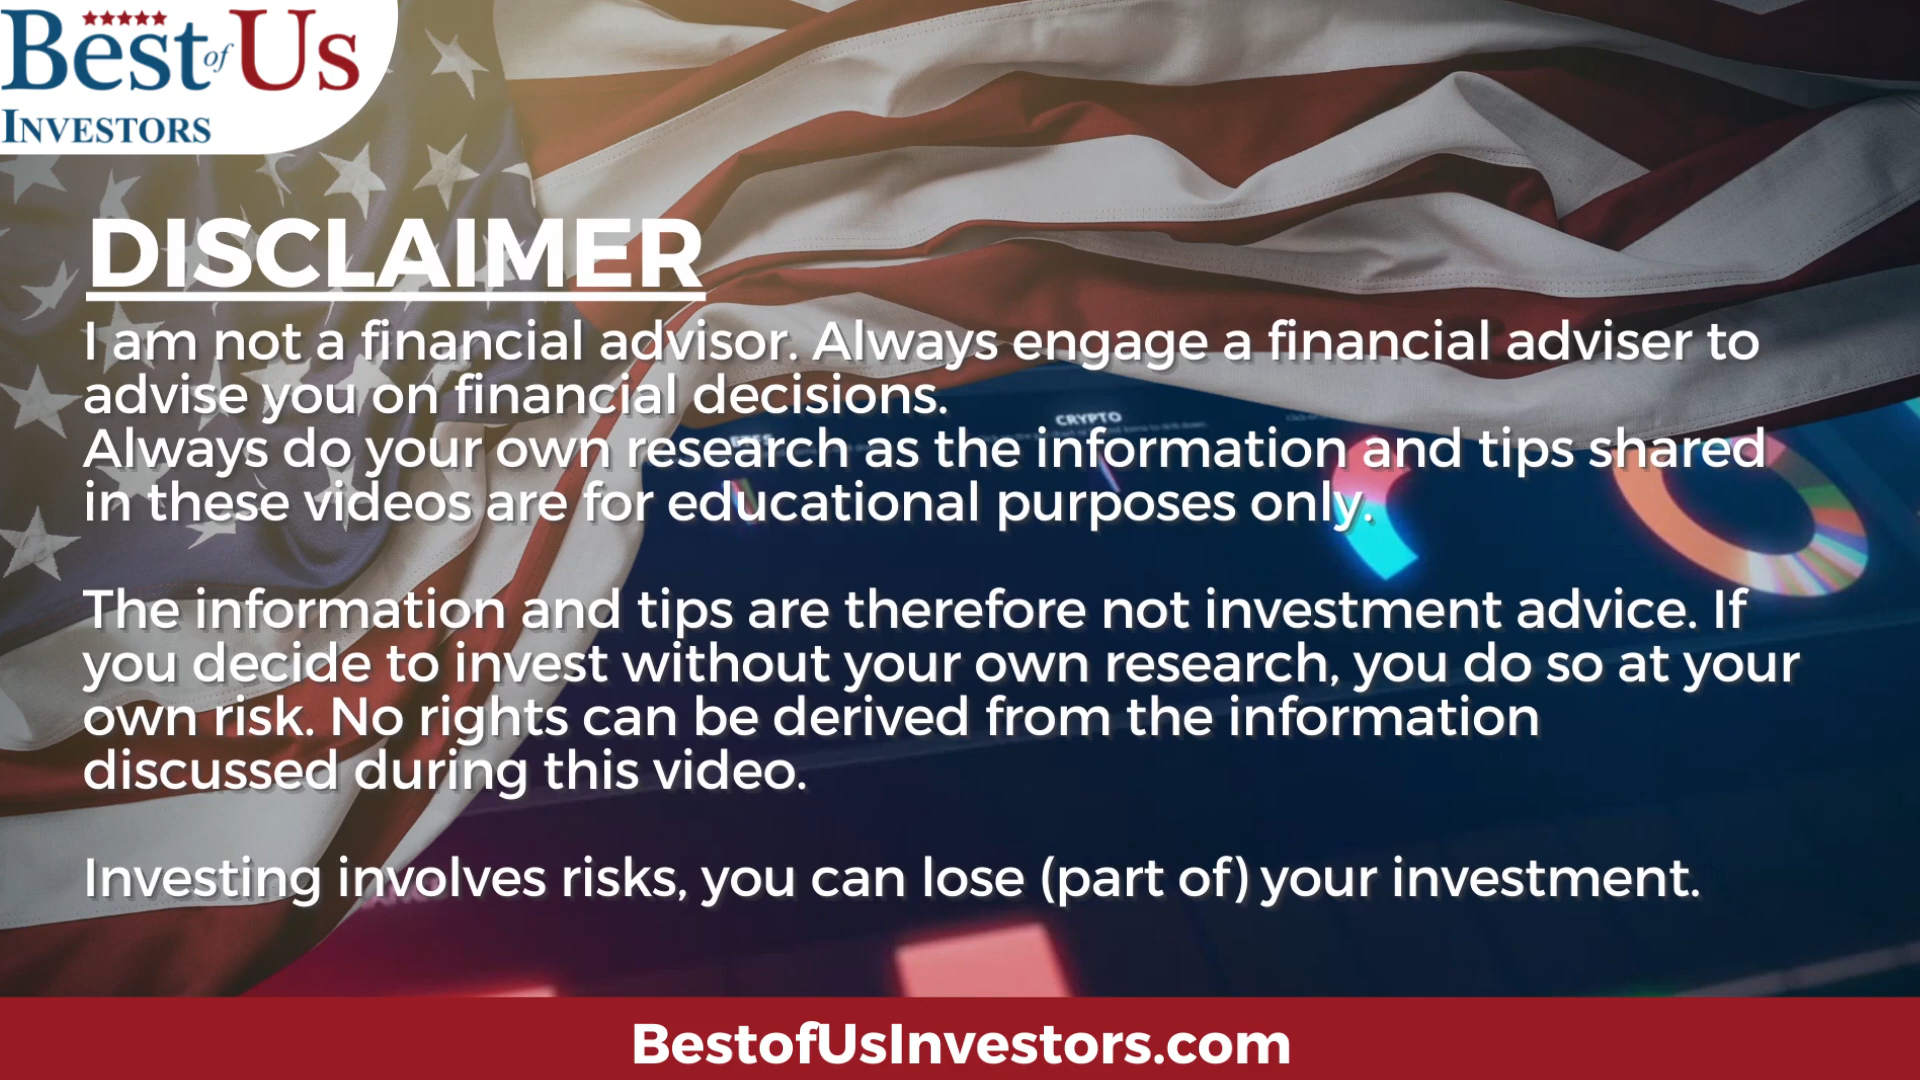 Best of Us
INVESTORS
DISCLAIMER
I am not a financial advisor. Always engage a financial adviser to
advise you on financial decisions.
CRYPTO
Always do your own research as the information and tips shared
in these videos are for educational purposes only.
The information and tips are therefore not investment advice. If
you decide to invest without your own research, you do so at your
own risk. No rights can be derived from the information
discussed during this video.
Investing involves risks, you can lose (part of) your investment.
BestofUsInvestors.com